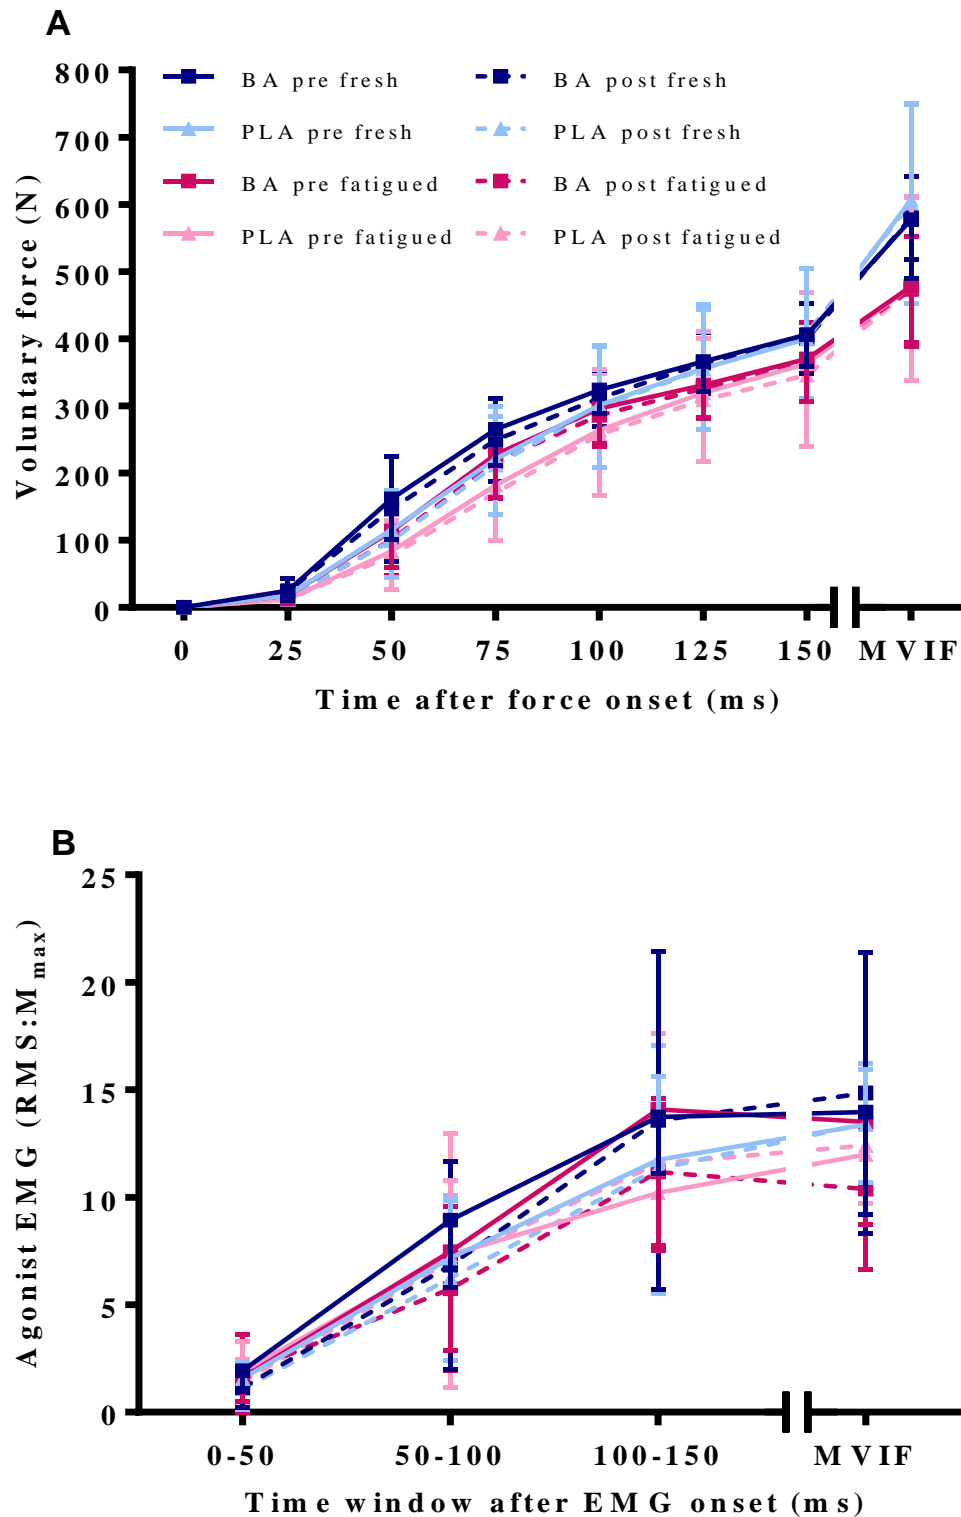 A
800
700
600
500
400
300
200
100
0
Voluntary force (N)
BA pre fresh
BA post fresh
PLA pre fresh
PLA post fresh
BA pre fatigued
BA post fatigued
PLA pre fatigued
PLA post fatigued
0 25 50 75 100 125 150 MVIF
Time after force onset (ms)
B
25
20
15
10
5
0
Agonist EMG (RMS:Mmax)
0-50 50-100 100-150 MVIF
Time window after EMG onset (ms)